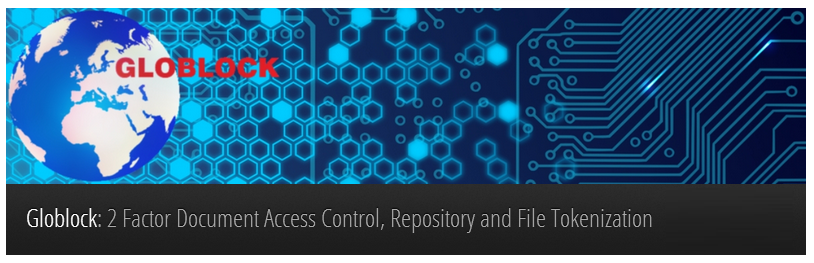 GLOBLOCK
Globlock: 2 Factor Document Access Control, Repository and File Tokenization